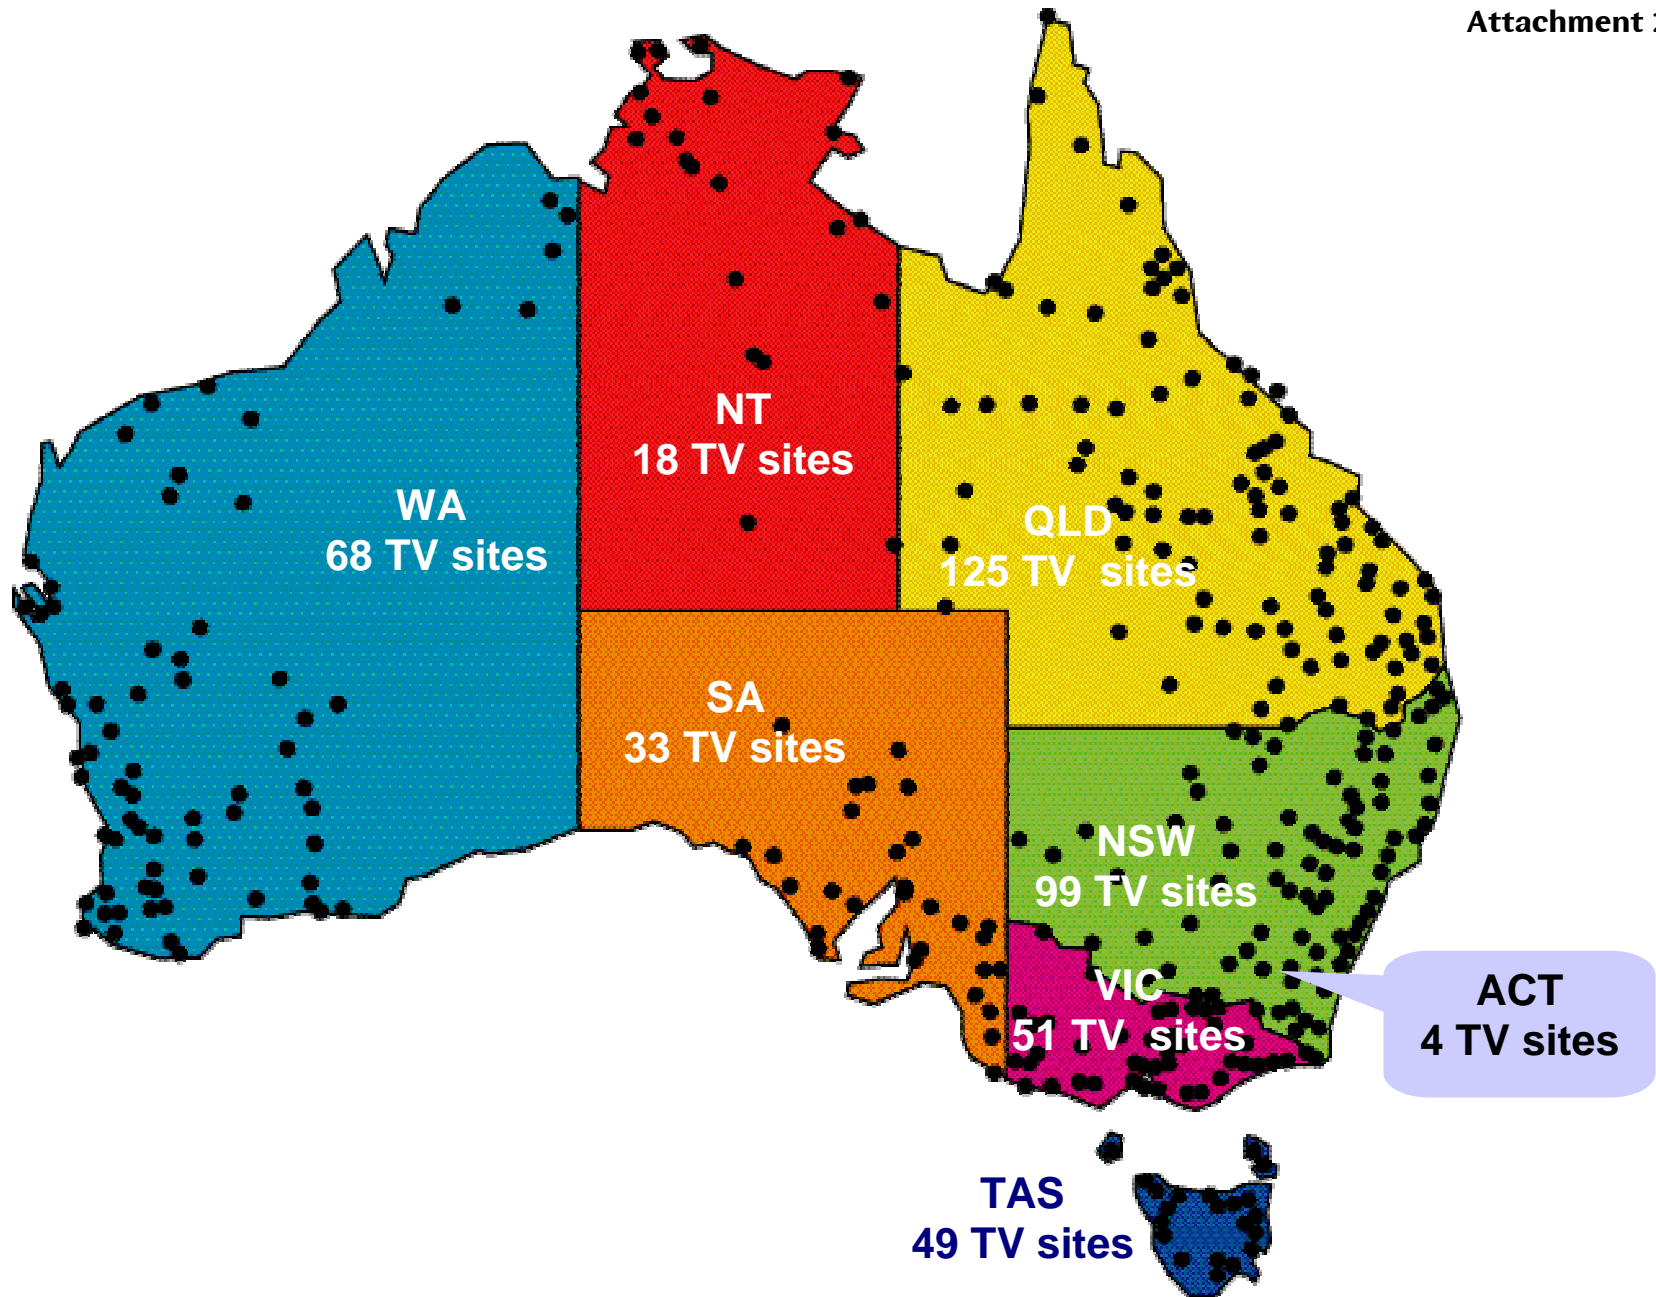 Attachment 2
NT
18 TV sites
WA
68 TV sites
QLD
125 TV sites
SA
33 TV sites
NSW
99 TV sites
VIC
51 TV sites
ACT
4 TV sites
TAS
49 TV sites